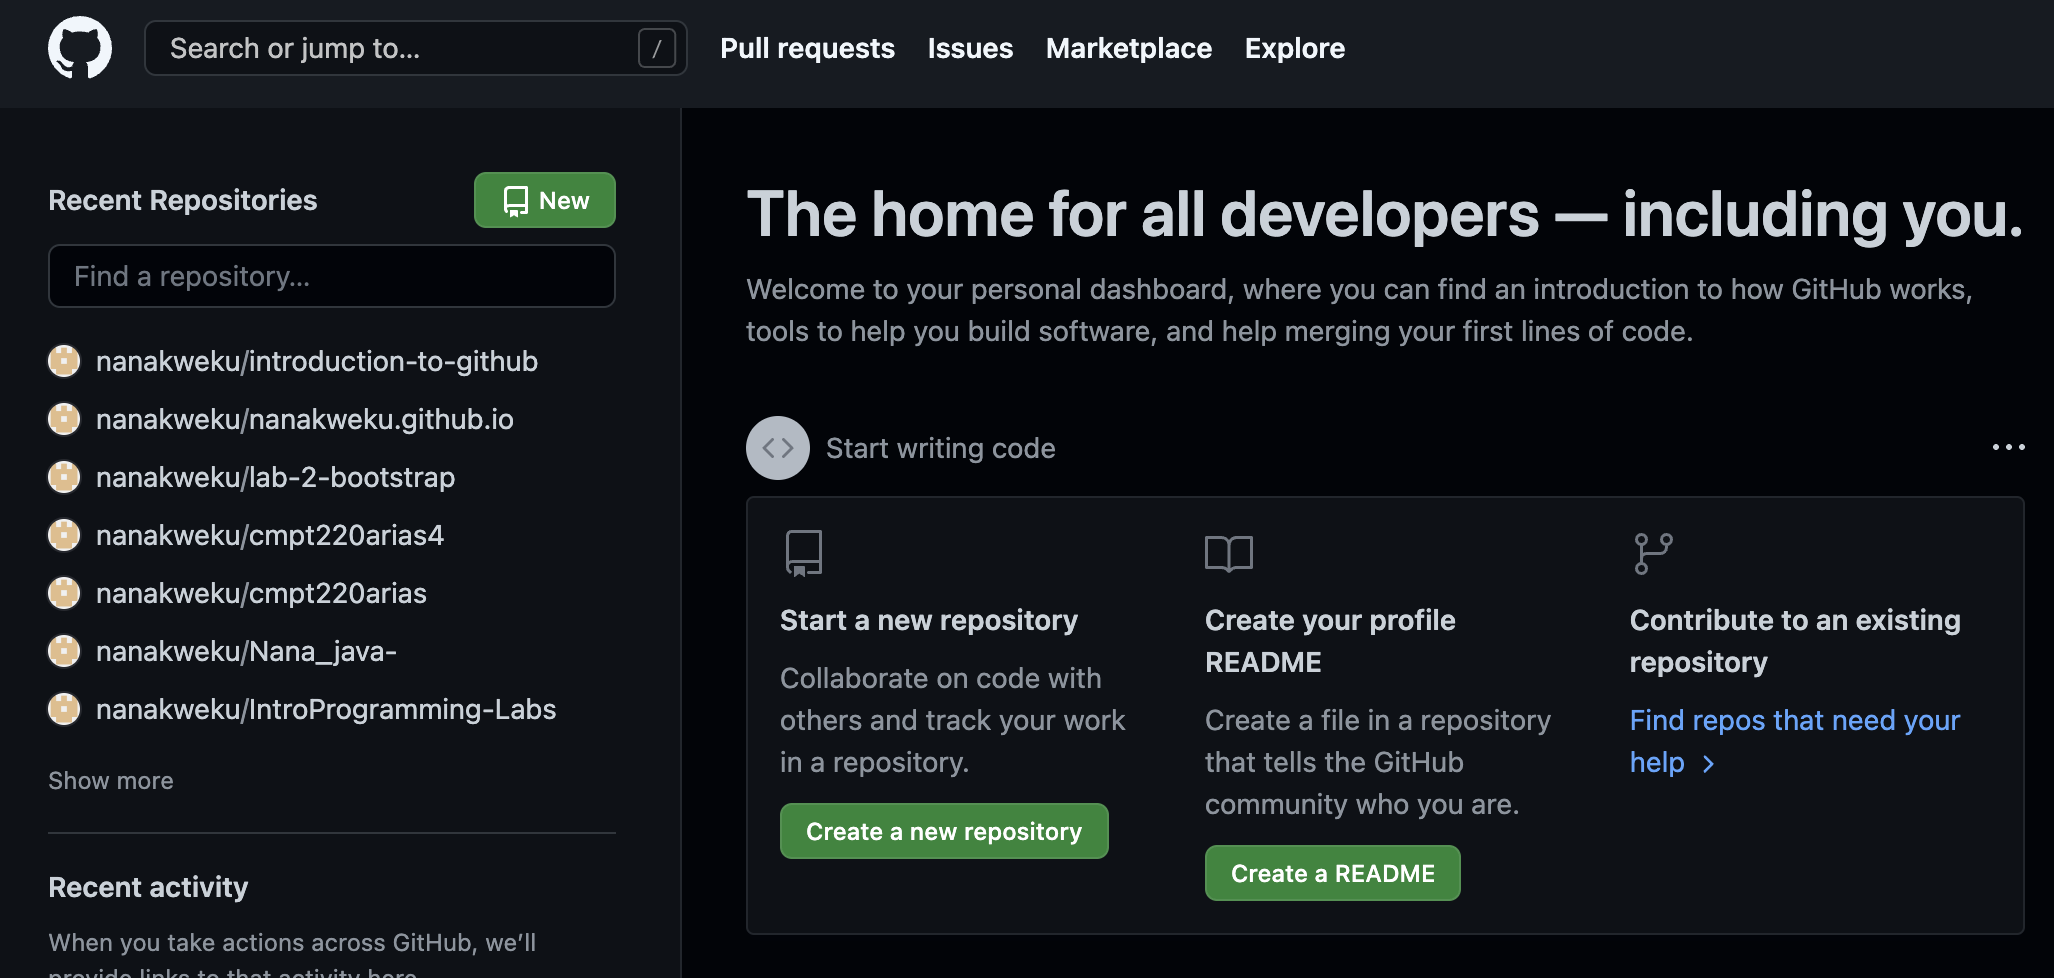 Search or jump to...
/
Pull requests
Issues
Marketplace
Explore
Recent Repositories
New
Find a repository...
nanakweku/introduction-to-github
nanakweku/nanakweku.github.io
nanakweku/lab-2-bootstrap
nanakweku/cmpt220arias4
nanakweku/cmpt220arias
nanakweku/Nana_java-
nanakweku/IntroProgramming-Labs
Show more
Recent activity
When you take actions across GitHub, we’ll
provide links to that activity here.
The home for all developers — including you.
Welcome to your personal dashboard, where you can find an introduction to how GitHub works,
tools to help you build software, and help merging your first lines of code.
Start writing code
Start a new repository
Collaborate on code with
others and track your work
in a repository.
Create a new repository
Create your profile
README
Create a file in a repository
that tells the GitHub
community who you are.
Create a README
Contribute to an existing
repository
Find repos that need your
help